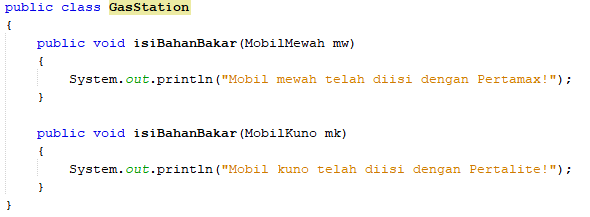 public class GasStation
{
    public void isiBahanBakar(MobilMewah mw)
    {
        System.out.println("Mobil mewah telah diisi dengan Pertamax!");
    }

    public void isiBahanBakar(MobilKuno mk)
    {
        System.out.println("Mobil kuno telah diisi dengan Pertalite!");
    }
}